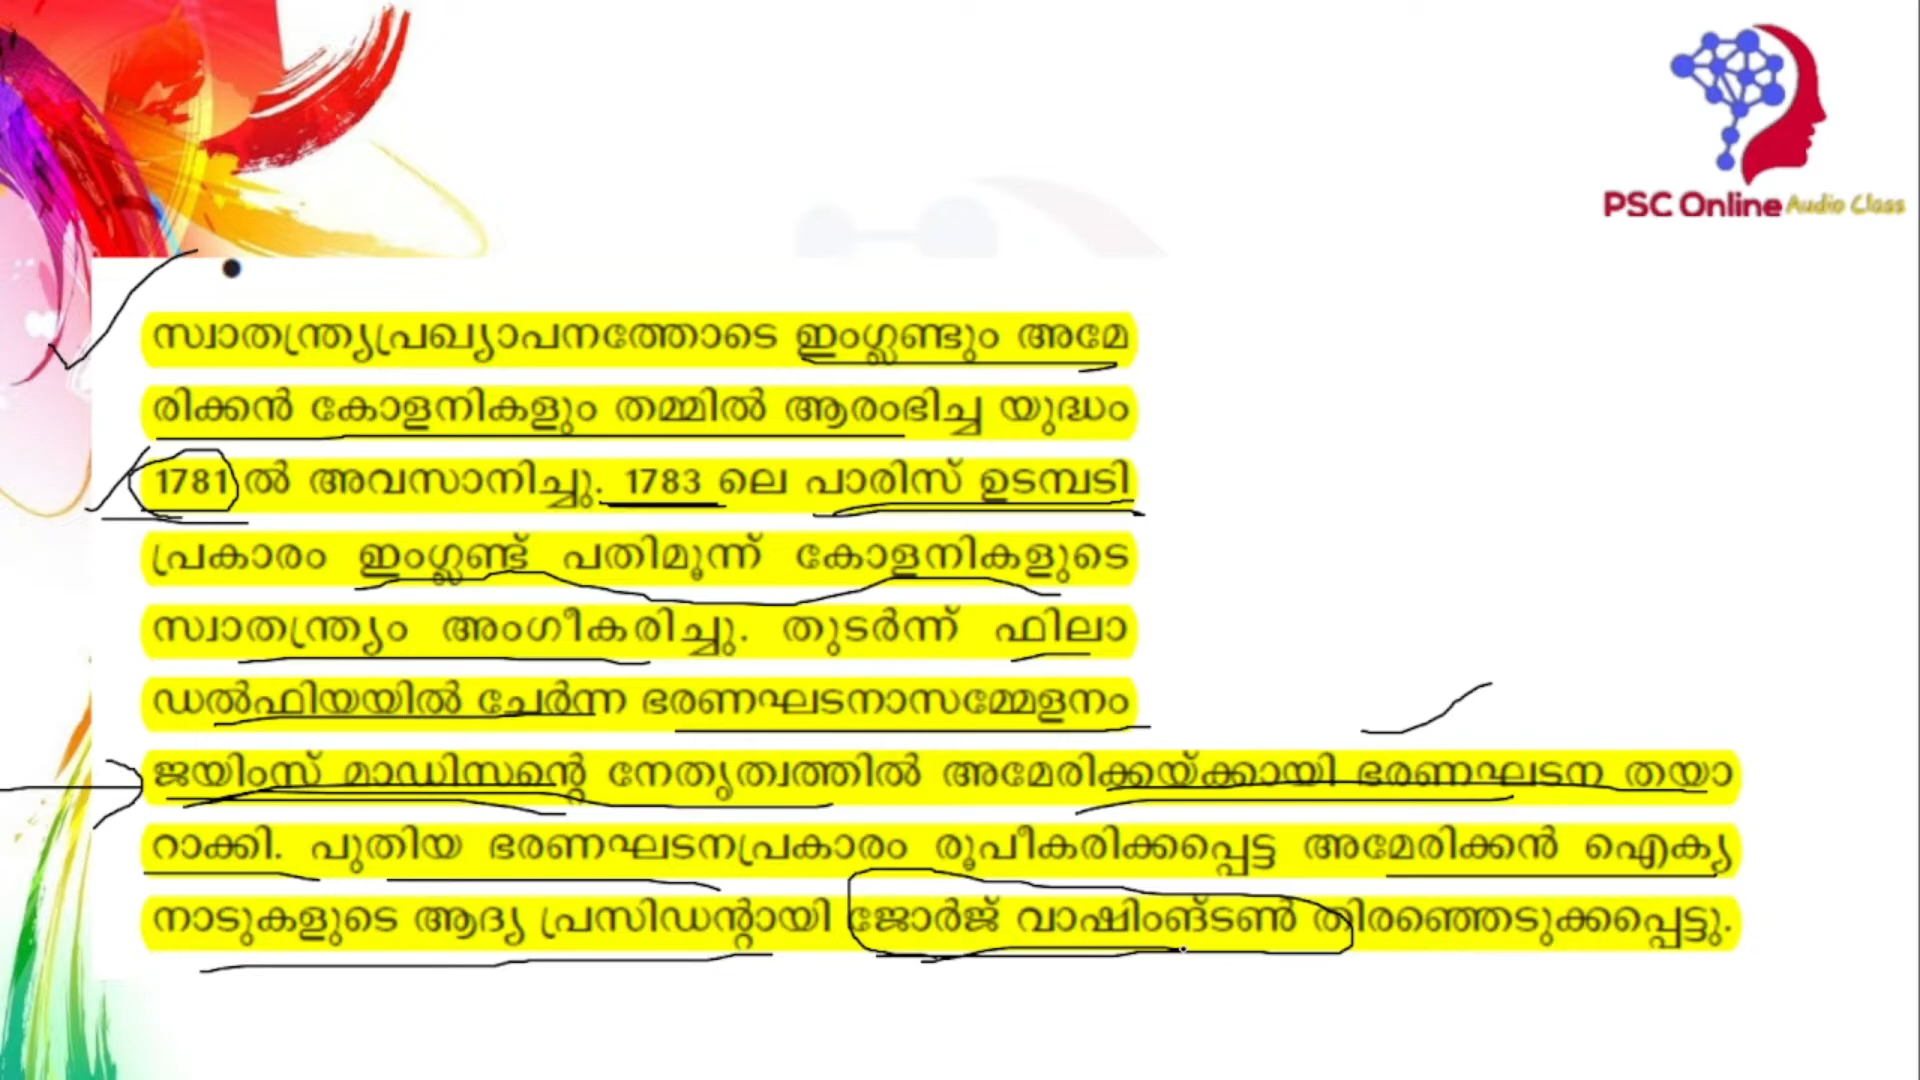 PSC Online Audio Class
സ്വാതന്ത്ര്യപ്രഖ്യാപനത്തോടെ ഇംഗ്ലണ്ടും അമേ
രിക്കൻ കോളനികളും തമ്മിൽ ആരംഭിച്ച യുദ്ധം
1781 ൽ അവസാനിച്ചു. 1783 ലെ പാരിസ് ഉടമ്പടി
പ്രകാരം ഇംഗ്ലണ്ട് പതിമൂന്ന് കോളനികളുടെ
സ്വാതന്ത്ര്യം അംഗീകരിച്ചു. തുടർന്ന് ഫിലാ
ഡൽഫിയയിൽ ചേർന്ന ഭരണഘടനാസമ്മേളനം
ജയിംസ് മാഡിസന്റെ നേതൃത്വത്തിൽ അമേരിക്കയ്ക്കായി ഭരണഘടന തയാ
റാക്കി. പുതിയ ഭരണഘടനപ്രകാരം രൂപീകരിക്കപ്പെട്ട അമേരിക്കൻ ഐക്യ
നാടുകളുടെ ആദ്യ പ്രസിഡന്റായി ജോർജ് വാഷിംങ്ടൺ തിരഞ്ഞെടുക്കപ്പെട്ടു.